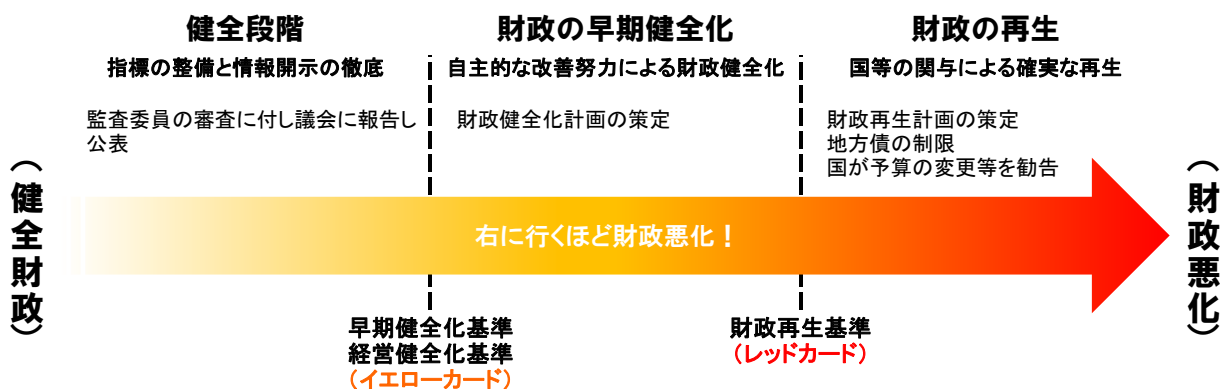 健全段階
財政の早期健全化
財政の再生
指標の整備と情報開示の徹底
自主的な改善努力による財政健全化
国等の関与による確実な再生
監査委員の審査に付し議会に報告し
公表
財政健全化計画の策定
財政再生計画の策定
地方債の制限
国が予算の変更等を勧告
（健全財政）
右に行くほど財政悪化！
（財政悪化）
早期健全化基準
経営健全化基準
（イエローカード）
財政再生基準
（レッドカード）